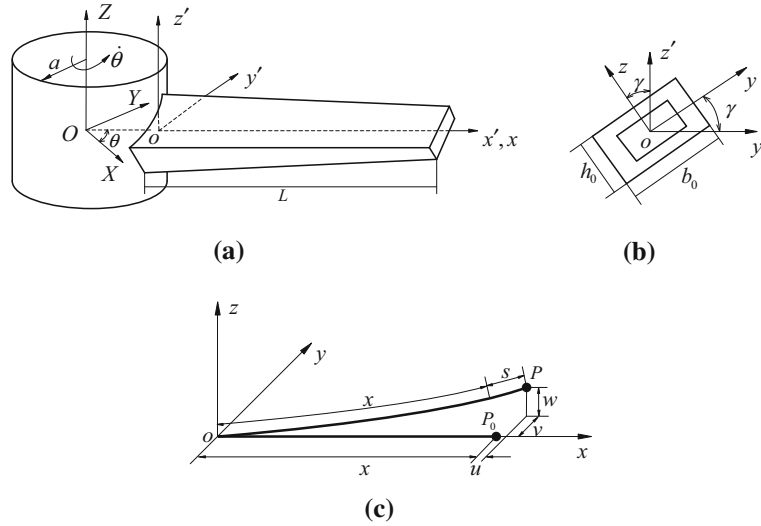 Z
z′
a
θ̇
y′
Y
O
o
θ
X
x′, x
L
(a)
z
z′
y
γ
γ
o
y
h₀
b₀
(b)
z
y
s
P
x
w
P₀
v
o
x
x
u
(c)